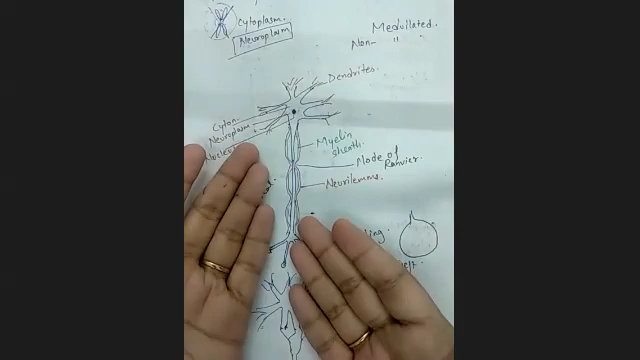 Cytoplasm.
Neuroplasm
Medullated.
Non- "
Dendrites.
Cyton
Neuroplasm
Myelin
sheath.
Node of
Ranvier.
Neurilemma.